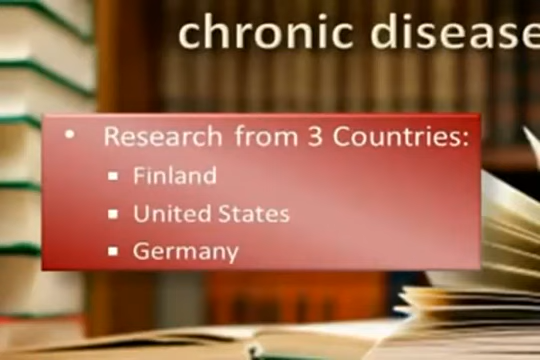 chronic disease
• Research from 3 Countries:
▪ Finland
▪ United States
▪ Germany